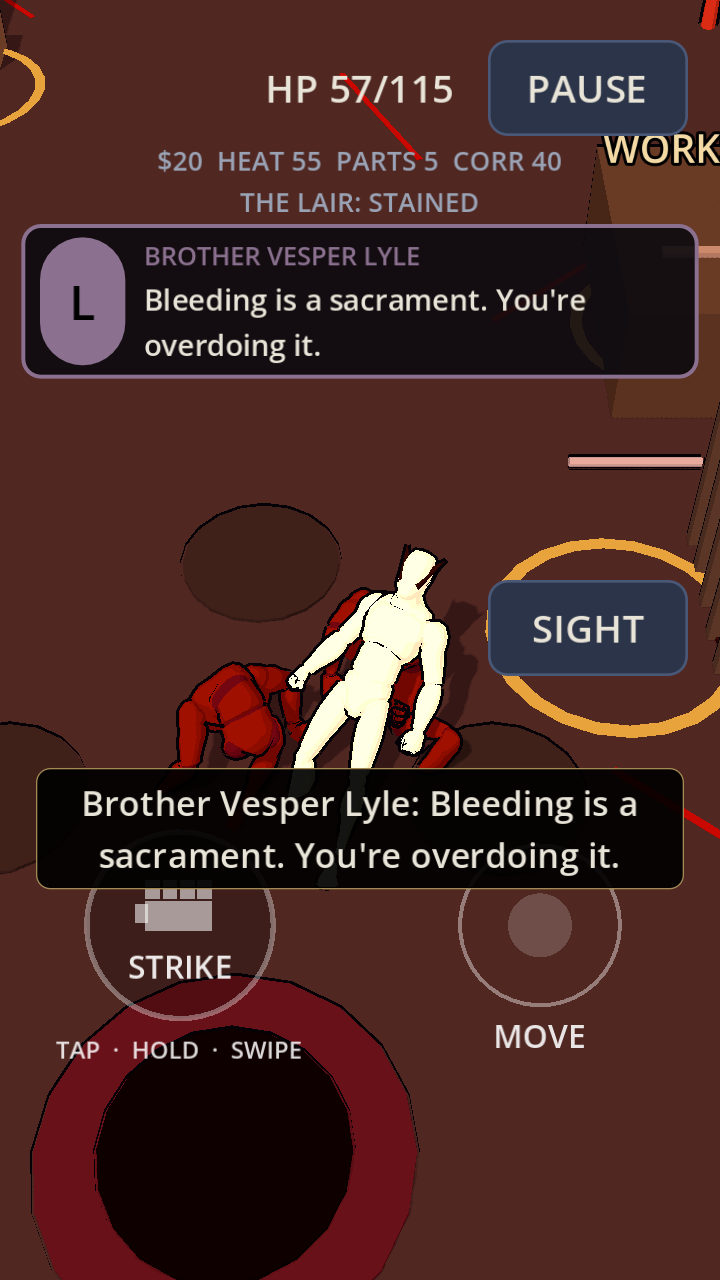 HP 57/115
PAUSE
$20 HEAT 55 PARTS 5 CORR 40
WORK
THE LAIR: STAINED
L
BROTHER VESPER LYLE
Bleeding is a sacrament. You're
overdoing it.
SIGHT
Brother Vesper Lyle: Bleeding is a
sacrament. You're overdoing it.
STRIKE
MOVE
TAP · HOLD · SWIPE